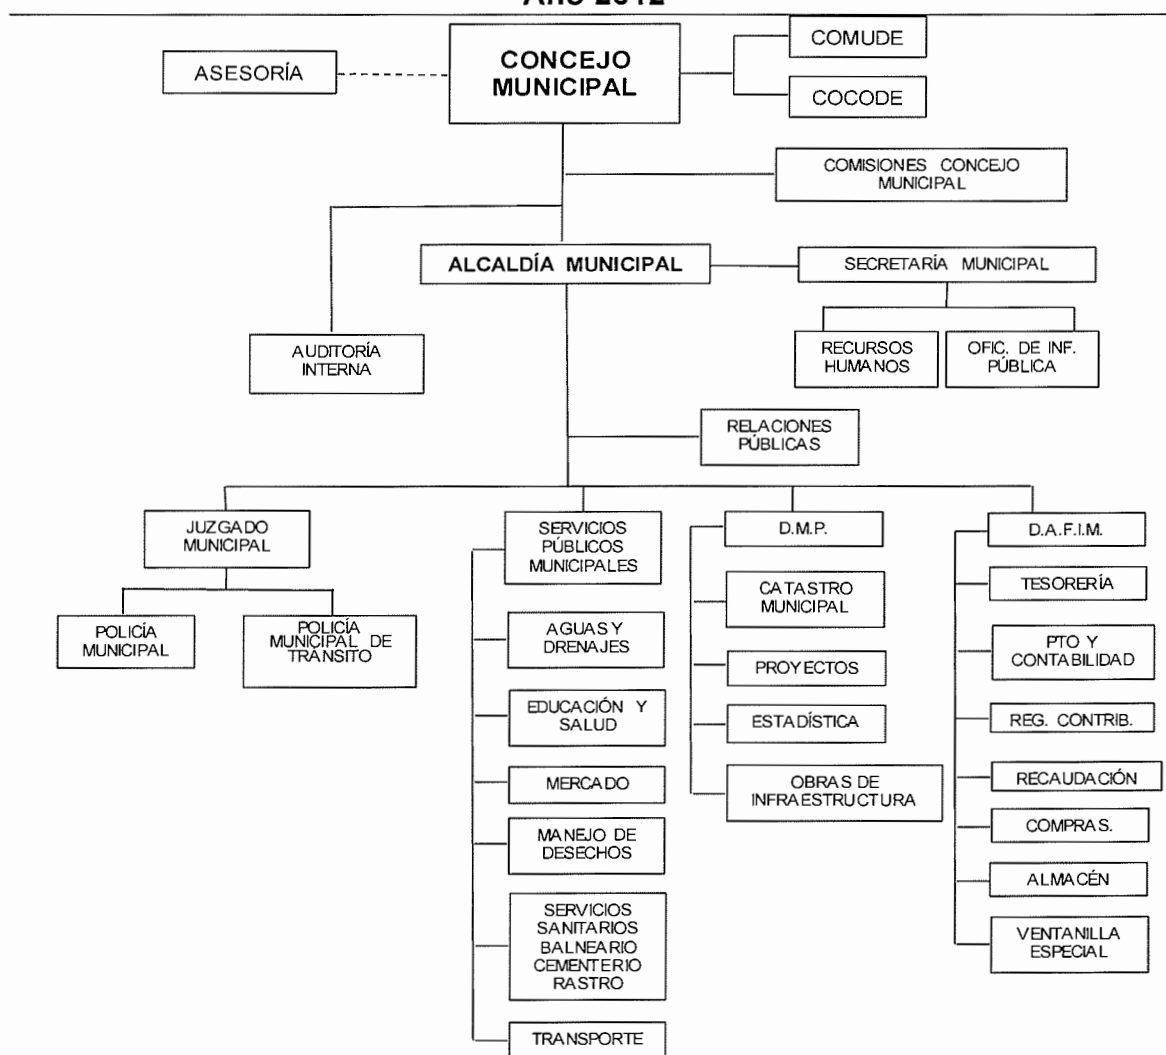 COMUDE
ASESORÍA
CONCEJO
MUNICIPAL
COCODE
COMISIONES CONCEJO
MUNICIPAL
ALCALDÍA MUNICIPAL
SECRETARÍA MUNICIPAL
AUDITORÍA
INTERNA
RECURSOS
HUMANOS
OFIC. DE INF.
PÚBLICA
RELACIONES
PÚBLICAS
JUZGADO
MUNICIPAL
POLICÍA
MUNICIPAL
POLICÍA
MUNICIPAL DE
TRÁNSITO
SERVICIOS
PÚBLICOS
MUNICIPALES
AGUAS Y
DRENAJES
EDUCACIÓN Y
SALUD
MERCADO
MANEJO DE
DESECHOS
SERVICIOS
SANITARIOS
BALNEARIO
CEMENTERIO
RASTRO
TRANSPORTE
D.M.P.
CATASTRO
MUNICIPAL
PROYECTOS
ESTADÍSTICA
OBRAS DE
INFRAESTRUCTURA
D.A.F.I.M.
TESORERÍA
PTO Y
CONTABILIDAD
REG. CONTRIB.
RECAUDACIÓN
COMPRAS.
ALMACÉN
VENTANILLA
ESPECIAL